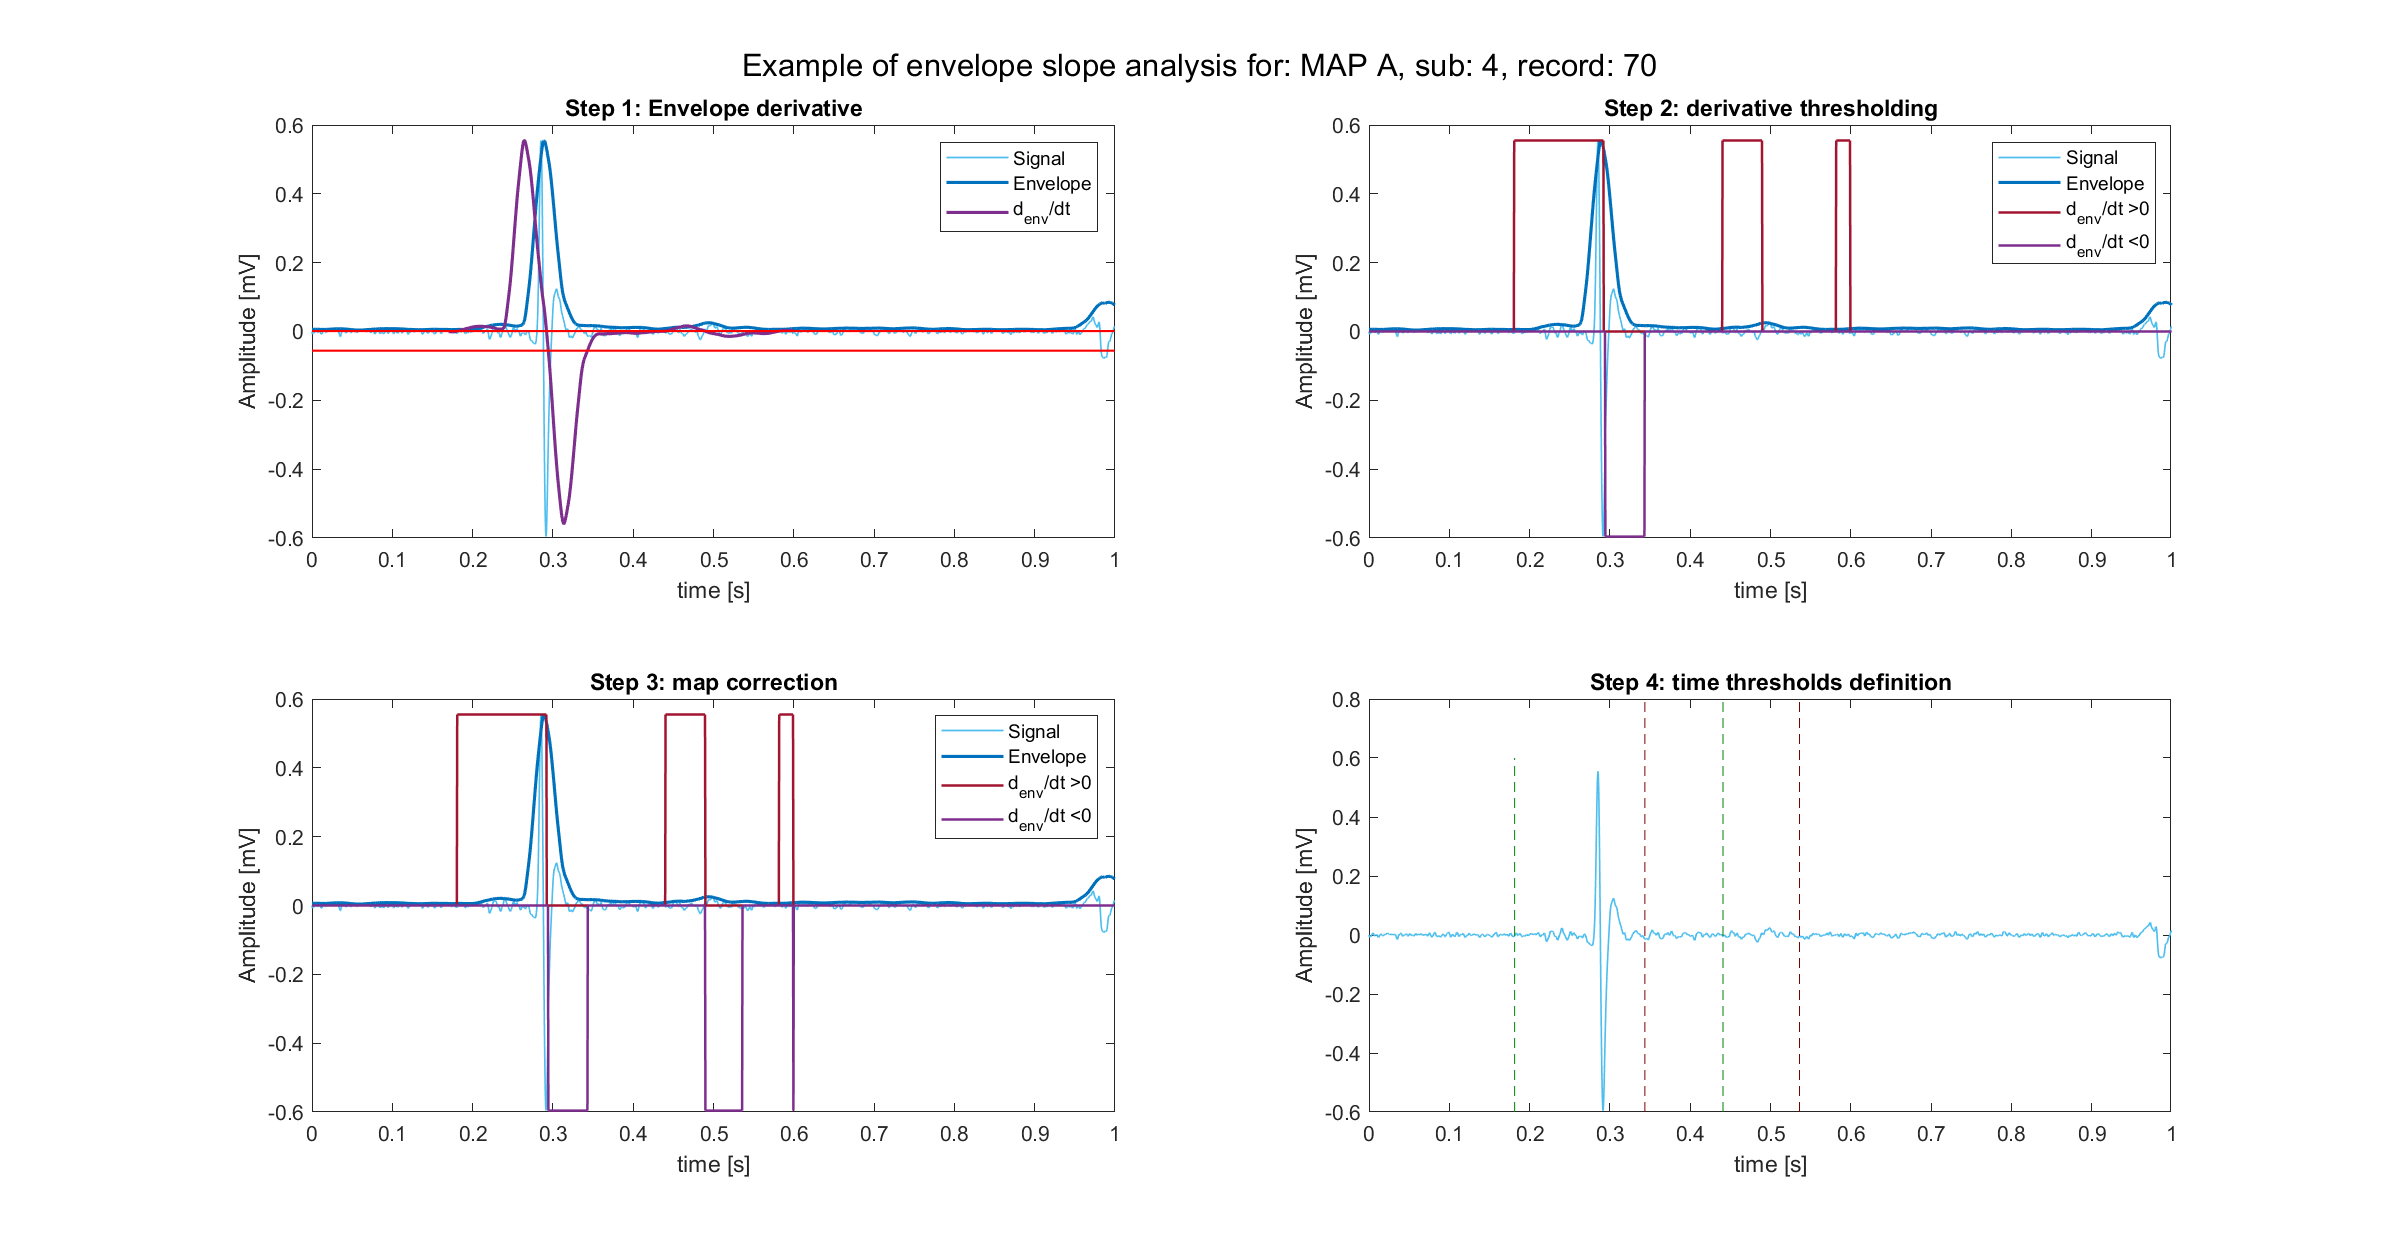 Example of envelope slope analysis for: MAP A, sub: 4, record: 70
Step 1: Envelope derivative
0.6
0.4
0.2
0
-0.2
-0.4
-0.6
Amplitude [mV]
0 0.1 0.2 0.3 0.4 0.5 0.6 0.7 0.8 0.9 1
time [s]
Signal
Envelope
d_env/dt
Step 2: derivative thresholding
0.6
0.4
0.2
0
-0.2
-0.4
-0.6
Amplitude [mV]
0 0.1 0.2 0.3 0.4 0.5 0.6 0.7 0.8 0.9 1
time [s]
Signal
Envelope
d_env/dt >0
d_env/dt <0
Step 3: map correction
0.6
0.4
0.2
0
-0.2
-0.4
-0.6
Amplitude [mV]
0 0.1 0.2 0.3 0.4 0.5 0.6 0.7 0.8 0.9 1
time [s]
Signal
Envelope
d_env/dt >0
d_env/dt <0
Step 4: time thresholds definition
0.8
0.6
0.4
0.2
0
-0.2
-0.4
-0.6
Amplitude [mV]
0 0.1 0.2 0.3 0.4 0.5 0.6 0.7 0.8 0.9 1
time [s]